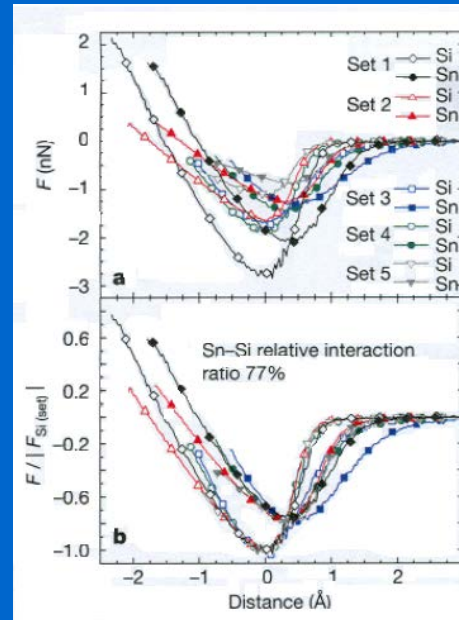 2
1
0
−1
−2
−3
F (nN)
Set 1
Si
Sn
Set 2
Si
Sn
Set 3
Si
Sn
Set 4
Si
Sn
Set 5
Si
Sn
a
0.6
0.2
−0.2
−0.6
−1.0
F / | F Si (set) |
Sn–Si relative interaction
ratio 77%
b
−2
−1
0
1
2
Distance (Å)